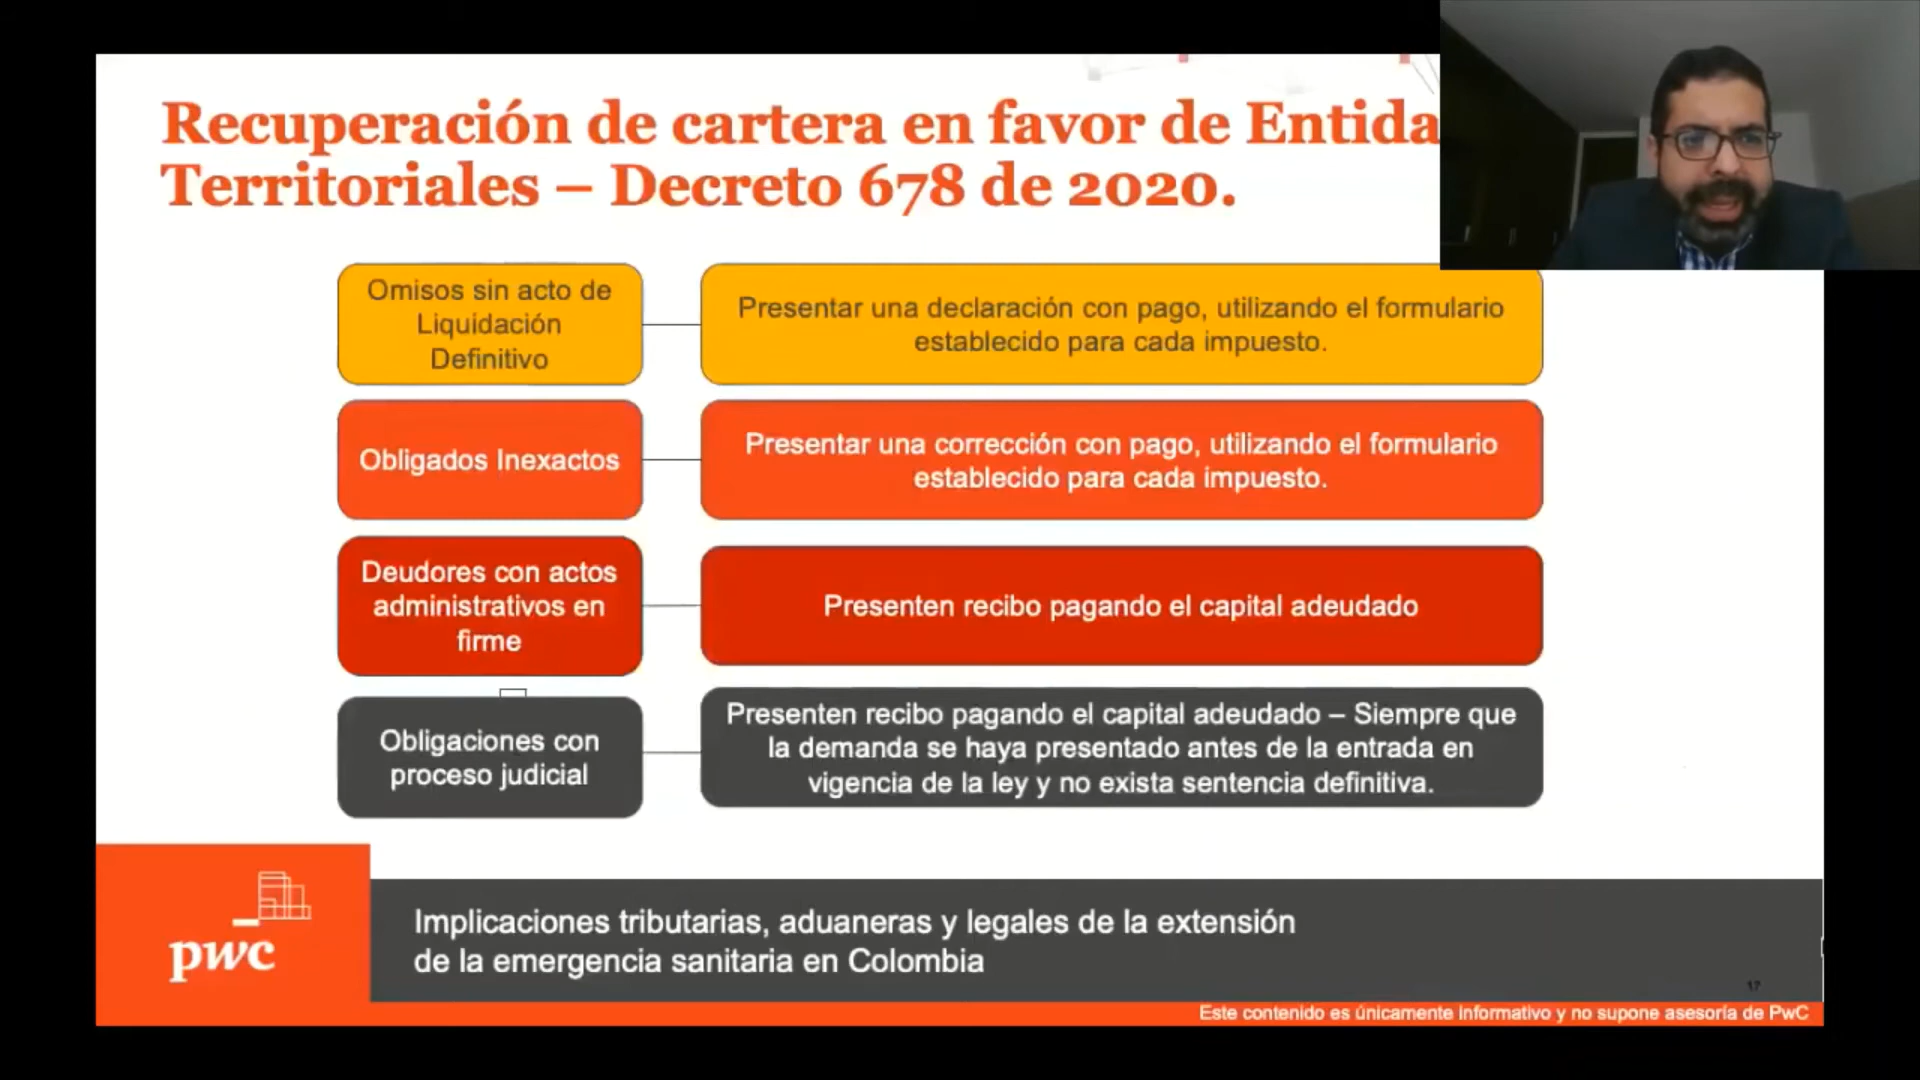 Recuperación de cartera en favor de Entida
Territoriales – Decreto 678 de 2020.
Omisos sin acto de
Liquidación
Definitivo
Presentar una declaración con pago, utilizando el formulario
establecido para cada impuesto.
Obligados Inexactos
Presentar una corrección con pago, utilizando el formulario
establecido para cada impuesto.
Deudores con actos
administrativos en
firme
Presenten recibo pagando el capital adeudado
Obligaciones con
proceso judicial
Presenten recibo pagando el capital adeudado – Siempre que
la demanda se haya presentado antes de la entrada en
vigencia de la ley y no exista sentencia definitiva.
pwc
Implicaciones tributarias, aduaneras y legales de la extensión
de la emergencia sanitaria en Colombia
17
Este contenido es únicamente informativo y no supone asesoría de PwC